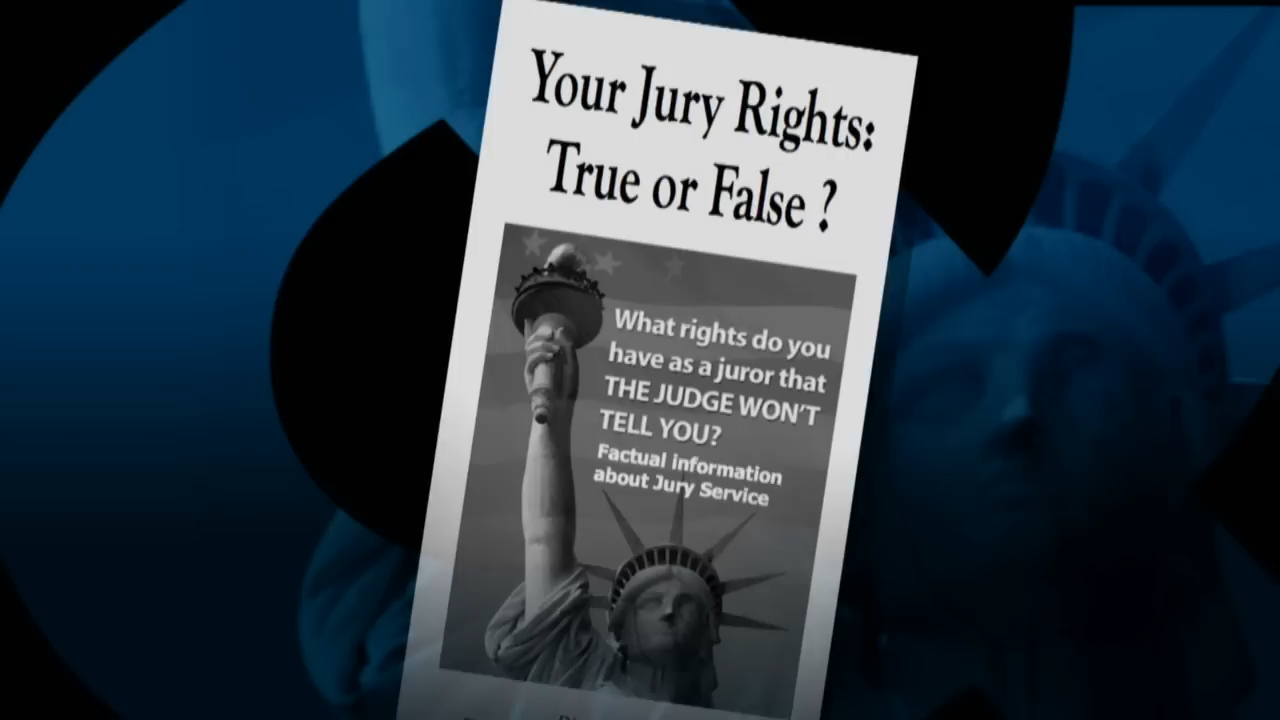 Your Jury Rights:
True or False ?
What rights do you
have as a juror that
THE JUDGE WON'T
TELL YOU?
Factual information
about Jury Service